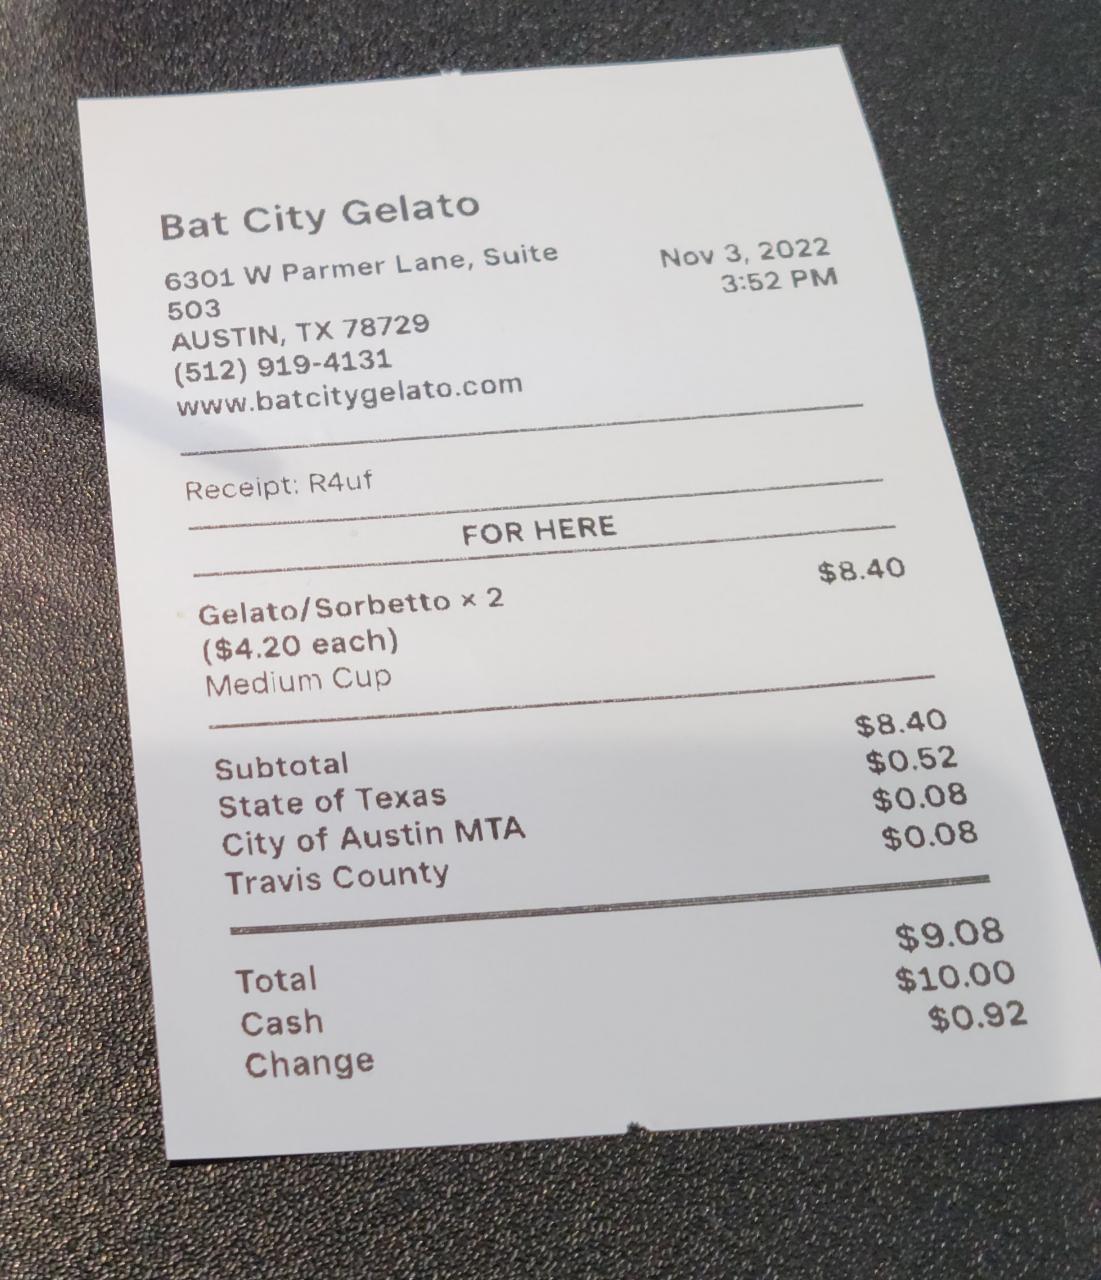 Bat City Gelato
6301 W Parmer Lane, Suite
503
AUSTIN, TX 78729
(512) 919-4131
www.batcitygelato.com
Nov 3, 2022
3:52 PM
Receipt: R4uf
FOR HERE
Gelato/Sorbetto × 2 $8.40
($4.20 each)
Medium Cup
Subtotal $8.40
State of Texas $0.52
City of Austin MTA $0.08
Travis County $0.08
Total $9.08
Cash $10.00
Change $0.92